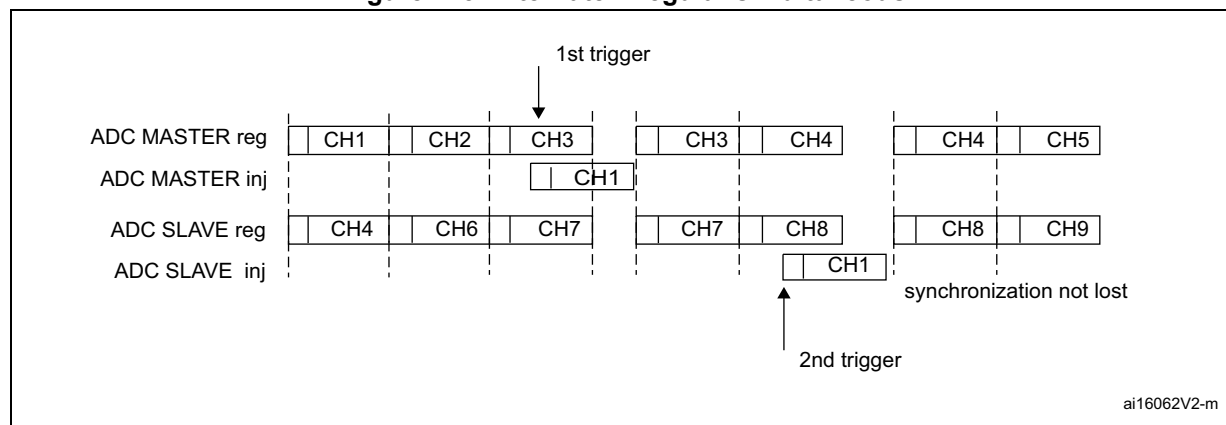 1st trigger
ADC MASTER reg CH1 CH2 CH3 CH3 CH4 CH4 CH5
ADC MASTER inj CH1
ADC SLAVE reg CH4 CH6 CH7 CH7 CH8 CH8 CH9
ADC SLAVE inj CH1
synchronization not lost
2nd trigger
ai16062V2-m